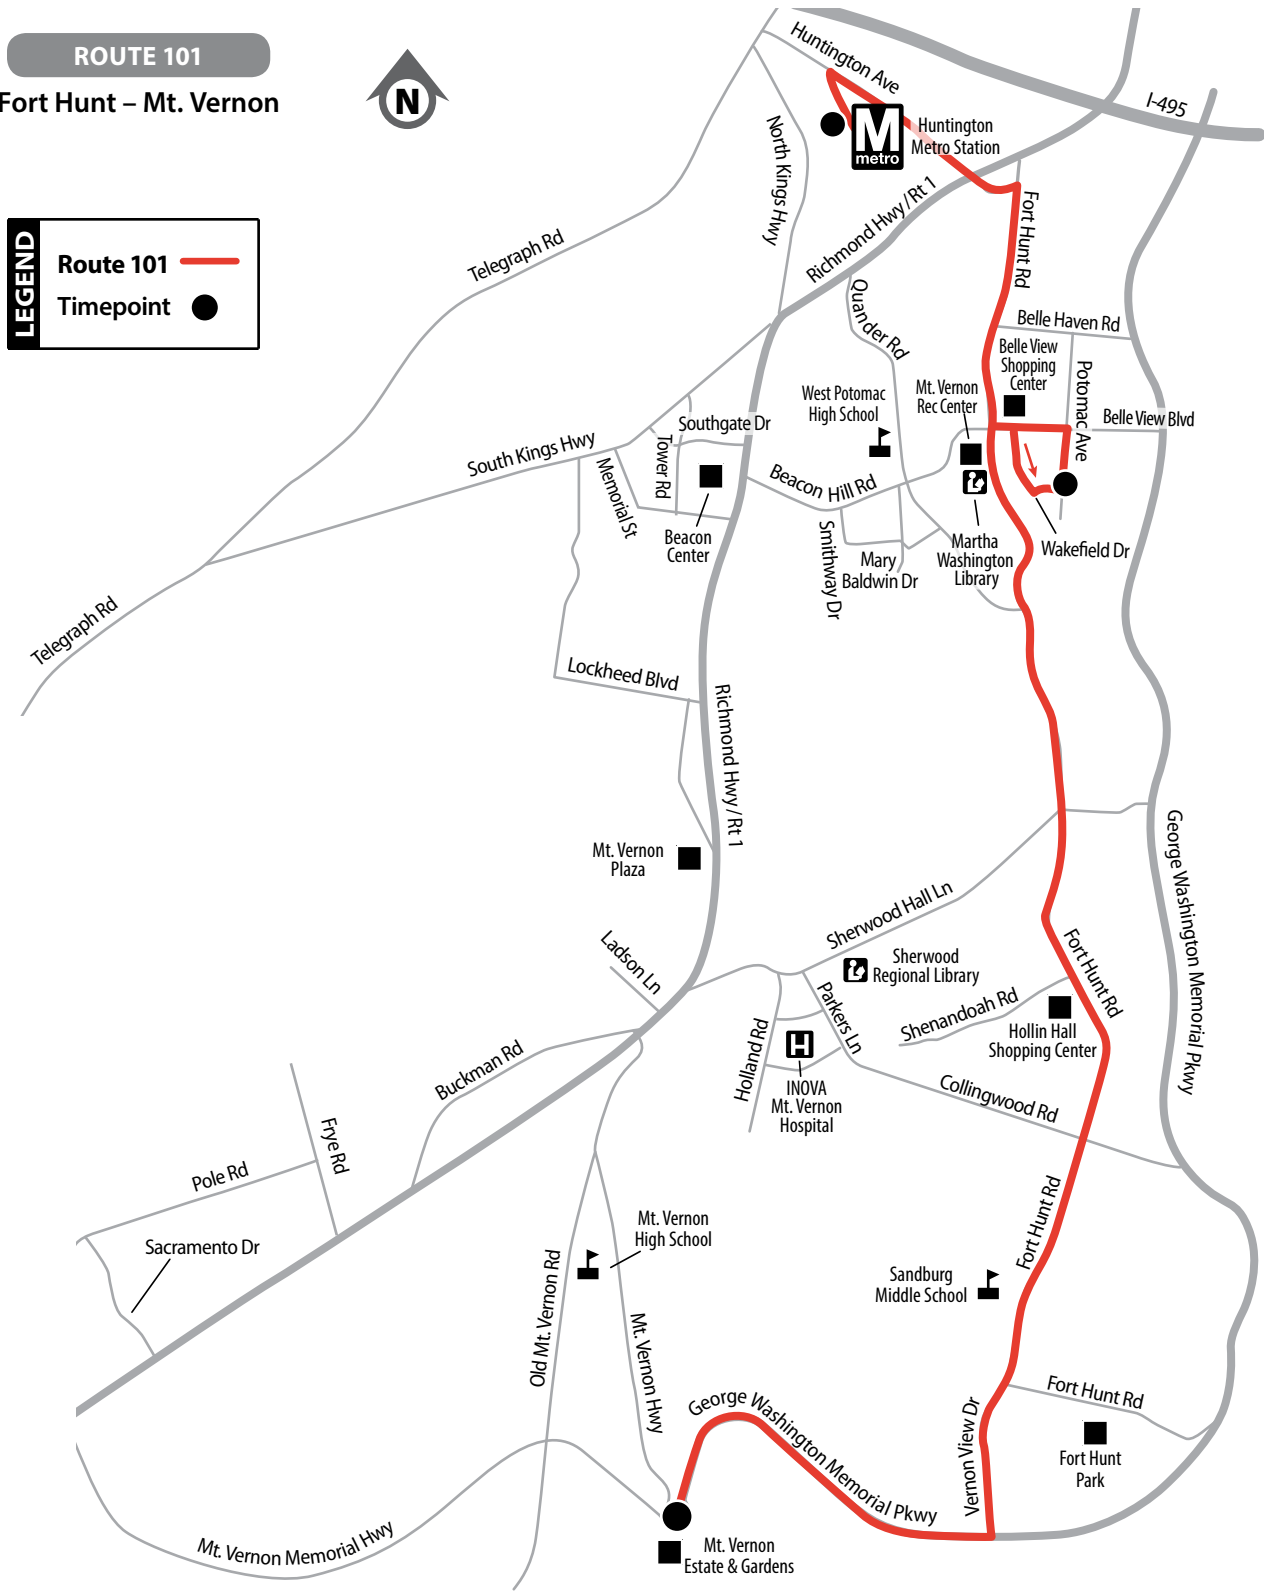 ROUTE 101
Fort Hunt – Mt. Vernon
N
LEGEND
Route 101
Timepoint
Huntington Ave
I-495
M
metro
Huntington
Metro Station
North Kings Hwy
Richmond Hwy/Rt 1
Fort Hunt Rd
Telegraph Rd
Quander Rd
Belle Haven Rd
Belle View
Shopping
Center
Potomac Ave
Mt. Vernon
Rec Center
West Potomac
High School
Belle View Blvd
Southgate Dr
South Kings Hwy
Tower Rd
Memorial St
Beacon Hill Rd
Beacon
Center
Smithway Dr
Mary
Baldwin Dr
Martha
Washington
Library
Wakefield Dr
Telegraph Rd
Lockheed Blvd
Richmond Hwy/Rt 1
Mt. Vernon
Plaza
George Washington Memorial Pkwy
Sherwood Hall Ln
Ladson Ln
Sherwood
Regional Library
Fort Hunt Rd
Parkers Ln
Shenandoah Rd
Hollin Hall
Shopping Center
Holland Rd
H
INOVA
Mt. Vernon
Hospital
Buckman Rd
Collingwood Rd
Frye Rd
Pole Rd
Sacramento Dr
Mt. Vernon
High School
Fort Hunt Rd
Old Mt. Vernon Rd
Sandburg
Middle School
Mt. Vernon Hwy
George Washington Memorial Pkwy
Vernon View Dr
Fort Hunt Rd
Fort Hunt
Park
Mt. Vernon Memorial Hwy
Mt. Vernon
Estate & Gardens